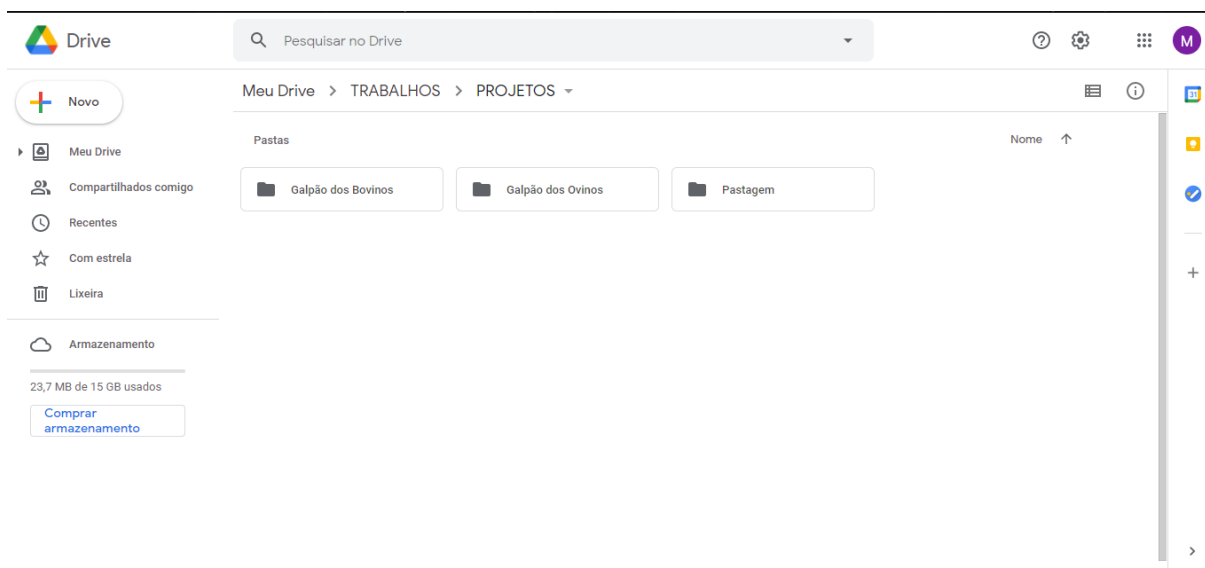 Drive
Pesquisar no Drive
M
Novo
Meu Drive > TRABALHOS > PROJETOS
31
Meu Drive
Compartilhados comigo
Recentes
Com estrela
Lixeira
Armazenamento
23,7 MB de 15 GB usados
Comprar
armazenamento
Pastas
Nome
Galpão dos Bovinos
Galpão dos Ovinos
Pastagem